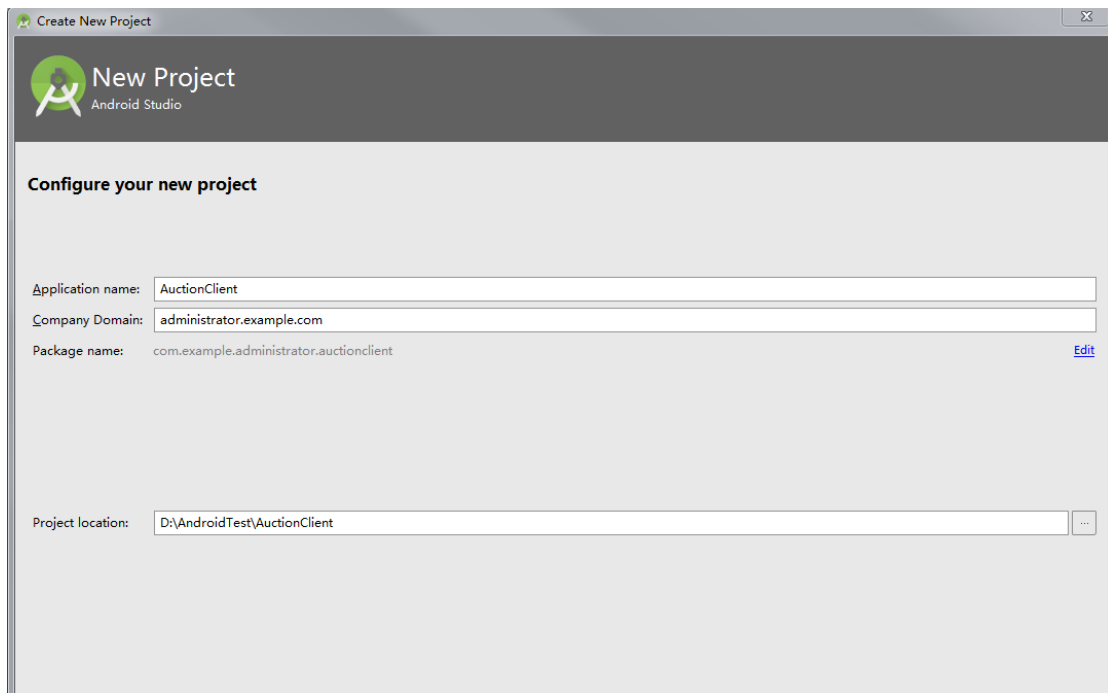 Create New Project
New Project
Android Studio
Configure your new project
Application name: AuctionClient
Company Domain: administrator.example.com
Package name: com.example.administrator.auctionclient Edit
Project location: D:\AndroidTest\AuctionClient ...